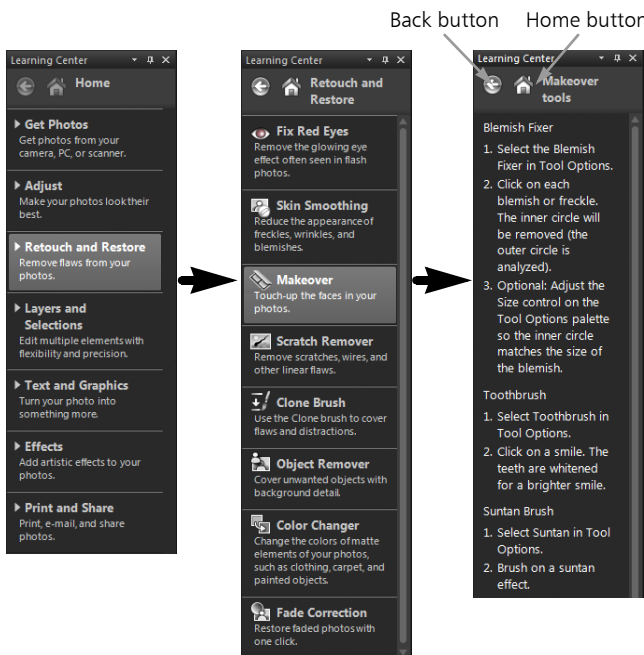 Back button
Home button
Learning Center
Home
Get Photos
Get photos from your
camera, PC, or scanner.
Adjust
Make your photos look their
best.
Retouch and Restore
Remove flaws from your
photos.
Layers and
Selections
Edit multiple elements with
flexibility and precision.
Text and Graphics
Turn your photo into
something more.
Effects
Add artistic effects to your
photos.
Print and Share
Print, e-mail, and share
photos.
Learning Center
Retouch and
Restore
Fix Red Eyes
Remove the glowing eye
effect often seen in flash
photos.
Skin Smoothing
Reduce the appearance of
freckles, wrinkles, and
blemishes.
Makeover
Touch-up the faces in your
photos.
Scratch Remover
Remove scratches, wires, and
other linear flaws.
Clone Brush
Use the Clone brush to cover
flaws and distractions.
Object Remover
Cover unwanted objects with
background detail.
Color Changer
Change the colors of matte
elements of your photos,
such as clothing, carpet, and
painted objects.
Fade Correction
Restore faded photos with
one click.
Learning Center
Makeover
tools
Blemish Fixer
1. Select the Blemish
Fixer in Tool Options.
2. Click on each
blemish or freckle.
The inner circle will
be removed (the
outer circle is
analyzed).
3. Optional: Adjust the
Size control on the
Tool Options palette
so the inner circle
matches the size of
the blemish.
Toothbrush
1. Select Toothbrush in
Tool Options.
2. Click on a smile. The
teeth are whitened
for a brighter smile.
Suntan Brush
1. Select Suntan in Tool
Options.
2. Brush on a suntan
effect.